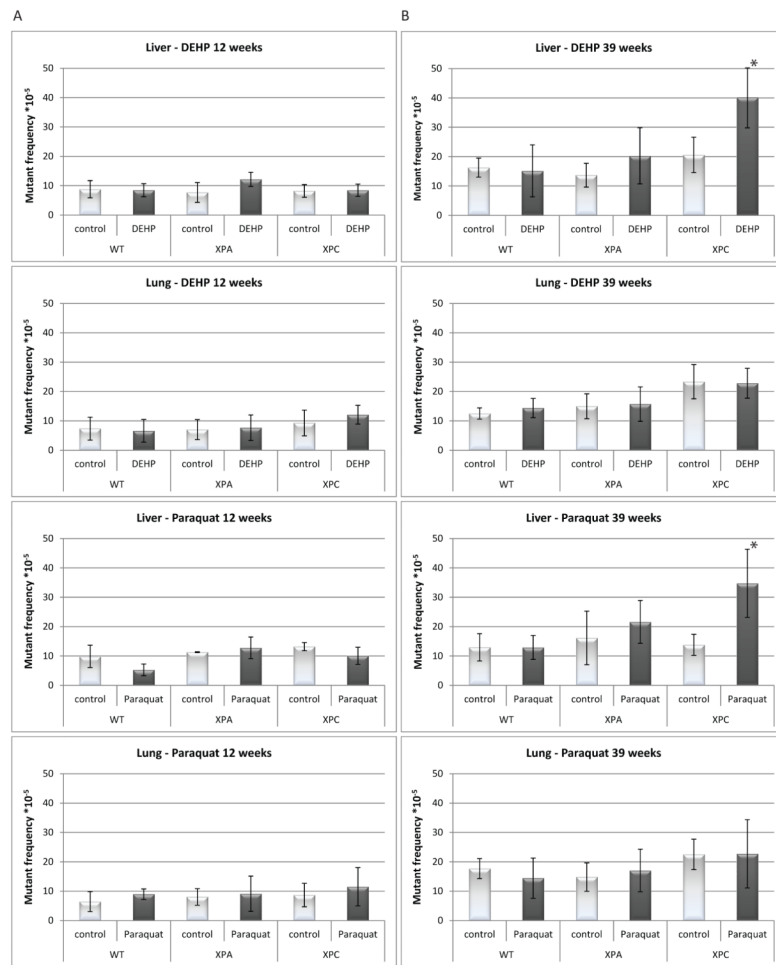 A
B
Liver - DEHP 12 weeks
Mutant frequency *10⁻⁵
50
40
30
20
10
0
control DEHP control DEHP control DEHP
WT XPA XPC
Liver - DEHP 39 weeks
Mutant frequency *10⁻⁵
50
40
30
20
10
0
*
control DEHP control DEHP control DEHP
WT XPA XPC
Lung - DEHP 12 weeks
Mutant frequency *10⁻⁵
50
40
30
20
10
0
control DEHP control DEHP control DEHP
WT XPA XPC
Lung - DEHP 39 weeks
Mutant frequency *10⁻⁵
50
40
30
20
10
0
control DEHP control DEHP control DEHP
WT XPA XPC
Liver - Paraquat 12 weeks
Mutant frequency *10⁻⁵
50
40
30
20
10
0
control Paraquat control Paraquat control Paraquat
WT XPA XPC
Liver - Paraquat 39 weeks
Mutant frequency *10⁻⁵
50
40
30
20
10
0
*
control Paraquat control Paraquat control Paraquat
WT XPA XPC
Lung - Paraquat 12 weeks
Mutant frequency *10⁻⁵
50
40
30
20
10
0
control Paraquat control Paraquat control Paraquat
WT XPA XPC
Lung - Paraquat 39 weeks
Mutant frequency *10⁻⁵
50
40
30
20
10
0
control Paraquat control Paraquat control Paraquat
WT XPA XPC